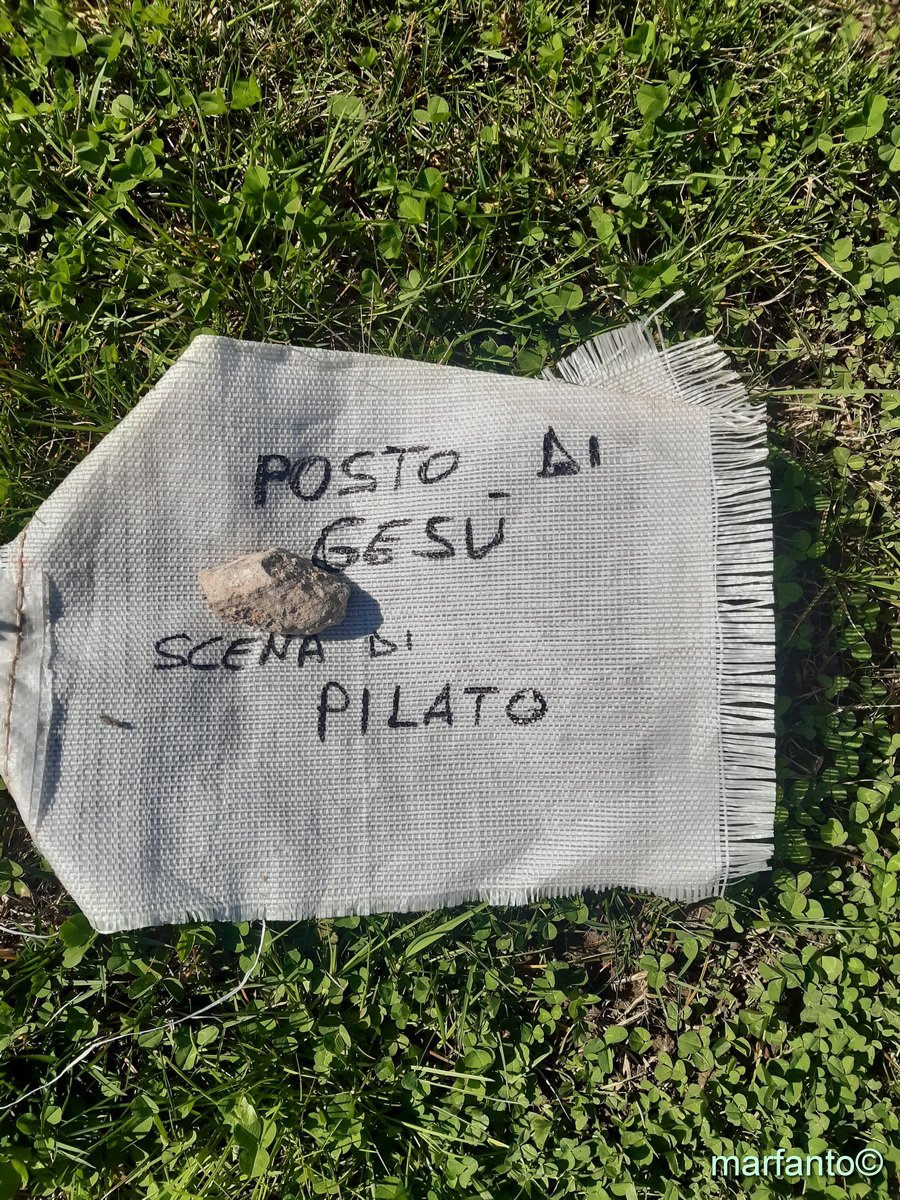 POSTO DI
GESÙ
SCENA DI
PILATO
marfanto©